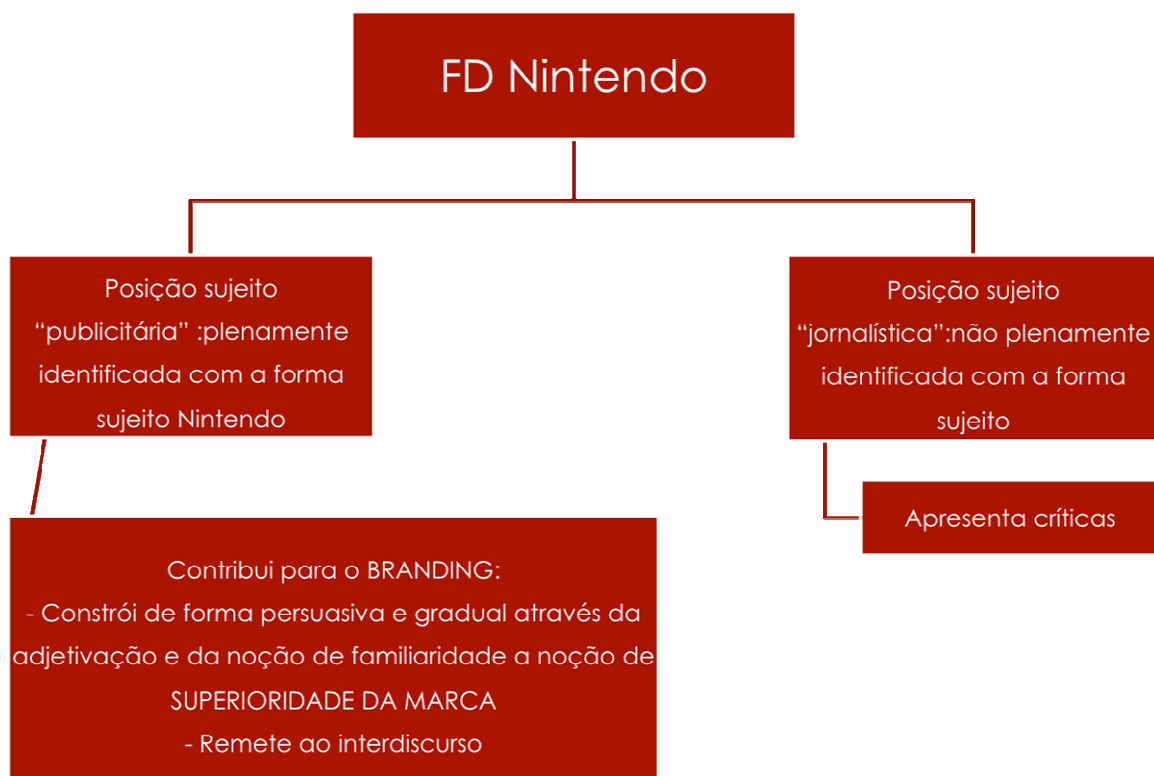 FD Nintendo
Posição sujeito
“publicitária” :plenamente
identificada com a forma
sujeito Nintendo
Posição sujeito
“jornalística”:não plenamente
identificada com a forma
sujeito
Apresenta críticas
Contribui para o BRANDING:
- Constrói de forma persuasiva e gradual através da
adjetivação e da noção de familiaridade a noção de
SUPERIORIDADE DA MARCA
- Remete ao interdiscurso